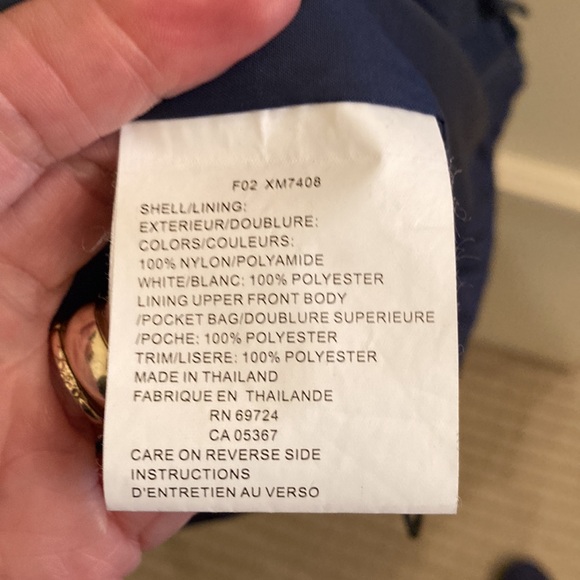 F02 XM7408
SHELL/LINING:
EXTERIEUR/DOUBLURE:
COLORS/COULEURS:
100% NYLON/POLYAMIDE
WHITE/BLANC: 100% POLYESTER
LINING UPPER FRONT BODY
/POCKET BAG/DOUBLURE SUPERIEURE
/POCHE: 100% POLYESTER
TRIM/LISERE: 100% POLYESTER
MADE IN THAILAND
FABRIQUE EN THAILANDE
RN 69724
CA 05367
CARE ON REVERSE SIDE
INSTRUCTIONS
D'ENTRETIEN AU VERSO